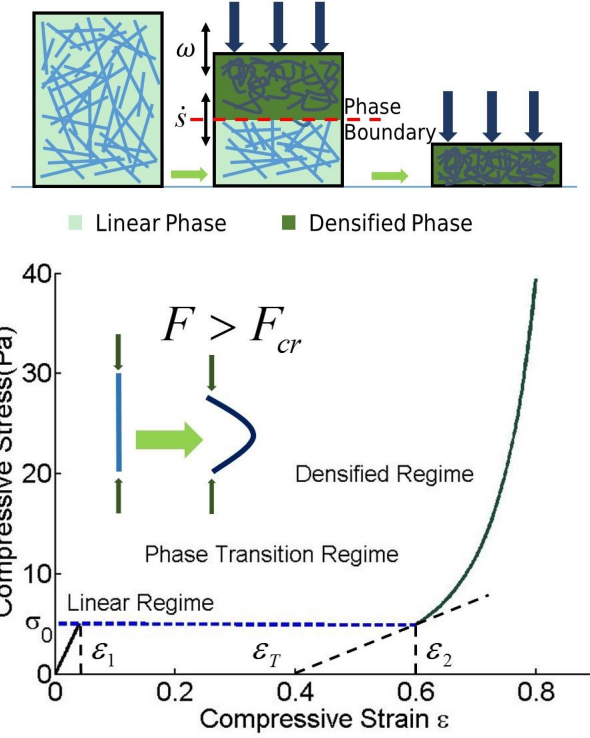 ω
ṡ
Phase
Boundary
Linear Phase
Densified Phase
Compressive Stress(Pa)
40
30
20
10
σ0
0
F > Fcr
Densified Regime
Phase Transition Regime
Linear Regime
ε1
εT
ε2
0
0.2
0.4
0.6
0.8
Compressive Strain ε